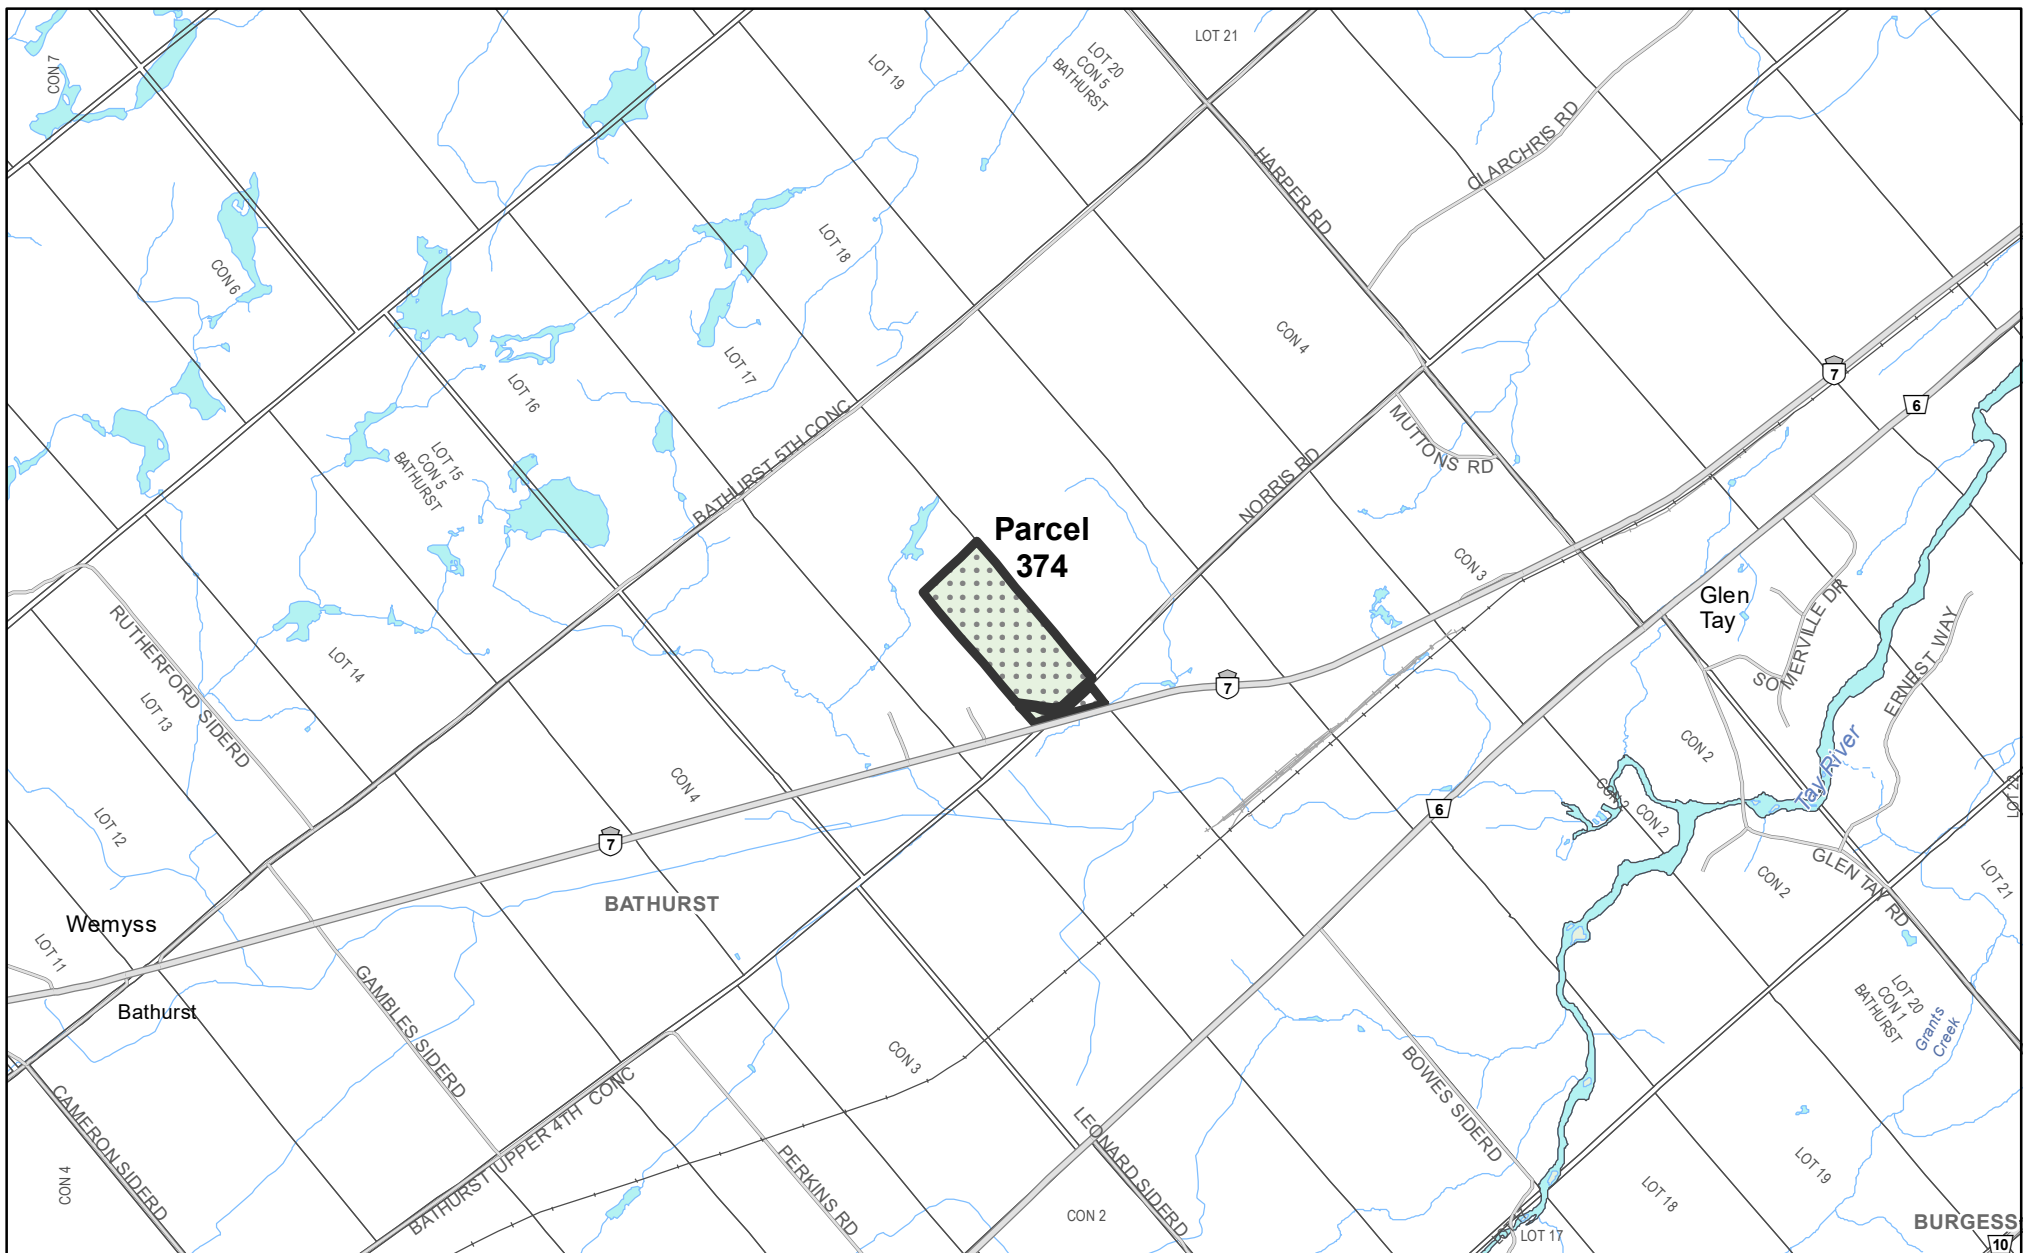 LOT 21
LOT 20
CON 5
BATHURST
LOT 19
CON 7
CLARCHRIS RD
HARPER RD
LOT 18
CON 6
CON 4
LOT 17
7
LOT 16
6
BATHURST 5TH CONC
MUTTONS RD
LOT 15
CON 5
BATHURST
NORRIS RD
Parcel
374
CON 3
Glen
Tay
SOMERVILLE DR
ERNEST WAY
RUTHERFORD SIDERD
LOT 14
LOT 13
7
CON 2
Tay River
CON 4
CON 2
CON 2
6
LOT 22
LOT 12
7
GLEN TAY RD
CON 2
LOT 21
BATHURST
Wemyss
LOT 11
GAMBLES SIDERD
Bathurst
LOT 20
CON 1
BATHURST
Grants
Creek
CON 3
BOWES SIDERD
CAMERON SIDERD
BATHURST UPPER 4TH CONC
PERKINS RD
LEONARD SIDERD
CON 4
LOT 19
LOT 18
CON 2
LOT 17
BURGESS
10